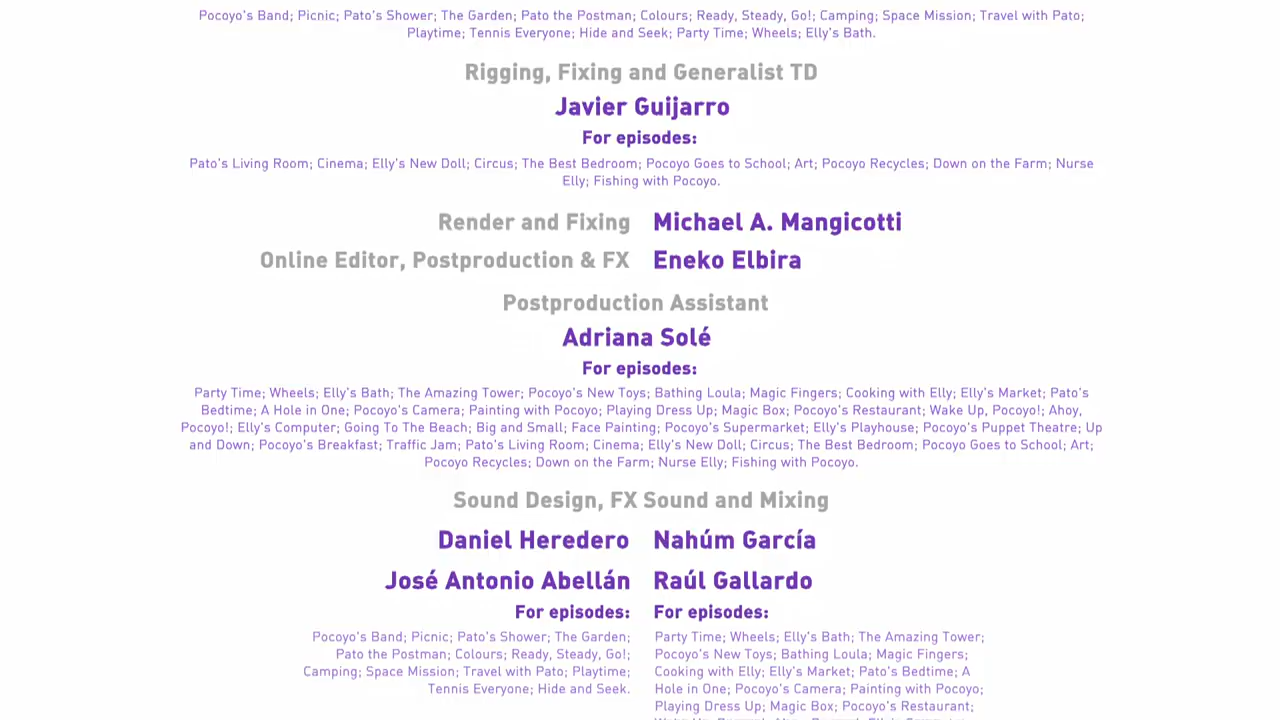 Pocoyo's Band; Picnic; Pato's Shower; The Garden; Pato the Postman; Colours; Ready, Steady, Go!; Camping; Space Mission; Travel with Pato;
Playtime; Tennis Everyone; Hide and Seek; Party Time; Wheels; Elly's Bath.
Rigging, Fixing and Generalist TD
Javier Guijarro
For episodes:
Pato's Living Room; Cinema; Elly's New Doll; Circus; The Best Bedroom; Pocoyo Goes to School; Art; Pocoyo Recycles; Down on the Farm; Nurse
Elly; Fishing with Pocoyo.
Render and Fixing Michael A. Mangicotti
Online Editor, Postproduction & FX Eneko Elbira
Postproduction Assistant
Adriana Solé
For episodes:
Party Time; Wheels; Elly's Bath; The Amazing Tower; Pocoyo's New Toys; Bathing Loula; Magic Fingers; Cooking with Elly; Elly's Market; Pato's
Bedtime; A Hole in One; Pocoyo's Camera; Painting with Pocoyo; Playing Dress Up; Magic Box; Pocoyo's Restaurant; Wake Up, Pocoyo!; Ahoy,
Pocoyo!; Elly's Computer; Going To The Beach; Big and Small; Face Painting; Pocoyo's Supermarket; Elly's Playhouse; Pocoyo's Puppet Theatre; Up
and Down; Pocoyo's Breakfast; Traffic Jam; Pato's Living Room; Cinema; Elly's New Doll; Circus; The Best Bedroom; Pocoyo Goes to School; Art;
Pocoyo Recycles; Down on the Farm; Nurse Elly; Fishing with Pocoyo.
Sound Design, FX Sound and Mixing
Daniel Heredero Nahúm García
José Antonio Abellán Raúl Gallardo
For episodes: For episodes:
Pocoyo's Band; Picnic; Pato's Shower; The Garden;
Pato the Postman; Colours; Ready, Steady, Go!;
Camping; Space Mission; Travel with Pato; Playtime;
Tennis Everyone; Hide and Seek.
Party Time; Wheels; Elly's Bath; The Amazing Tower;
Pocoyo's New Toys; Bathing Loula; Magic Fingers;
Cooking with Elly; Elly's Market; Pato's Bedtime; A
Hole in One; Pocoyo's Camera; Painting with Pocoyo;
Playing Dress Up; Magic Box; Pocoyo's Restaurant;